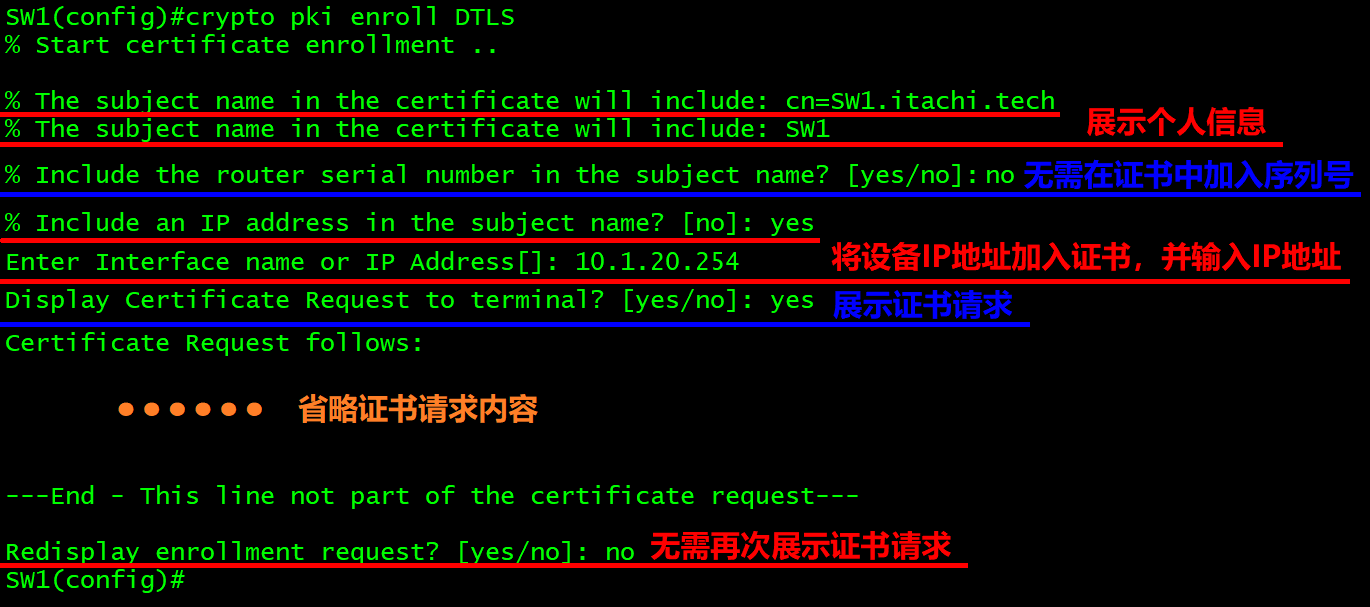 SW1(config)#crypto pki enroll DTLS
% Start certificate enrollment ..
% The subject name in the certificate will include: cn=SW1.itachi.tech
% The subject name in the certificate will include: SW1
展示个人信息
% Include the router serial number in the subject name? [yes/no]: no 无需在证书中加入序列号
% Include an IP address in the subject name? [no]: yes
Enter Interface name or IP Address[]: 10.1.20.254 将设备IP地址加入证书，并输入IP地址
Display Certificate Request to terminal? [yes/no]: yes 展示证书请求
Certificate Request follows:
●●●●●● 省略证书请求内容
---End - This line not part of the certificate request---
Redisplay enrollment request? [yes/no]: no 无需再次展示证书请求
SW1(config)#